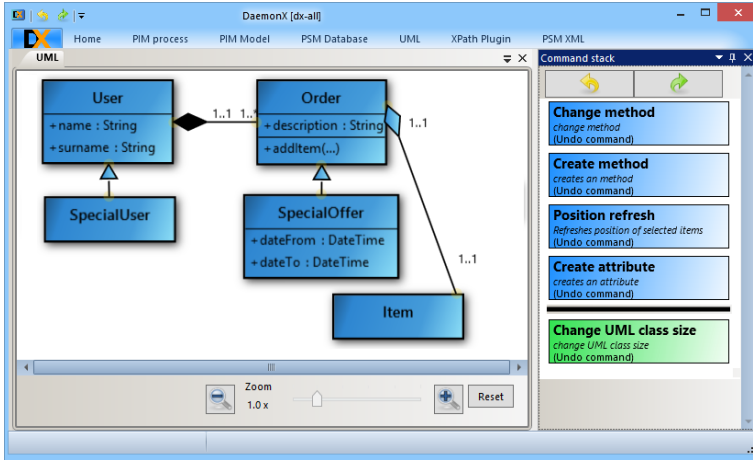 DaemonX [dx-all]
DX
Home PIM process PIM Model PSM Database UML XPath Plugin PSM XML
UML
User
+name : String
+surname : String
1..1 1..*
Order
+description : String
+addItem(...)
1..1
SpecialUser
SpecialOffer
+dateFrom : DateTime
+dateTo : DateTime
1..1
Item
Zoom
1.0 x
Reset
Command stack
Change method
change method
(Undo command)
Create method
creates an method
(Undo command)
Position refresh
Refreshes position of selected items
(Undo command)
Create attribute
creates an attribute
(Undo command)
Change UML class size
change UML class size
(Undo command)